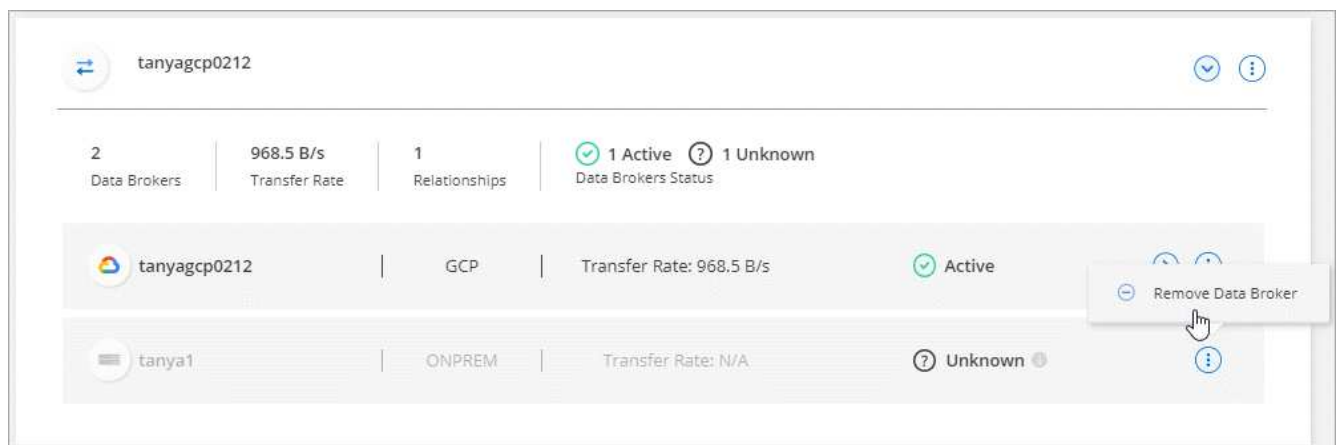 tanyagcp0212
2 968.5 B/s 1 1 Active ? 1 Unknown
Data Brokers Transfer Rate Relationships Data Brokers Status
tanyagcp0212 GCP Transfer Rate: 968.5 B/s Active
Remove Data Broker
tanya1 ONPREM Transfer Rate: N/A ? Unknown